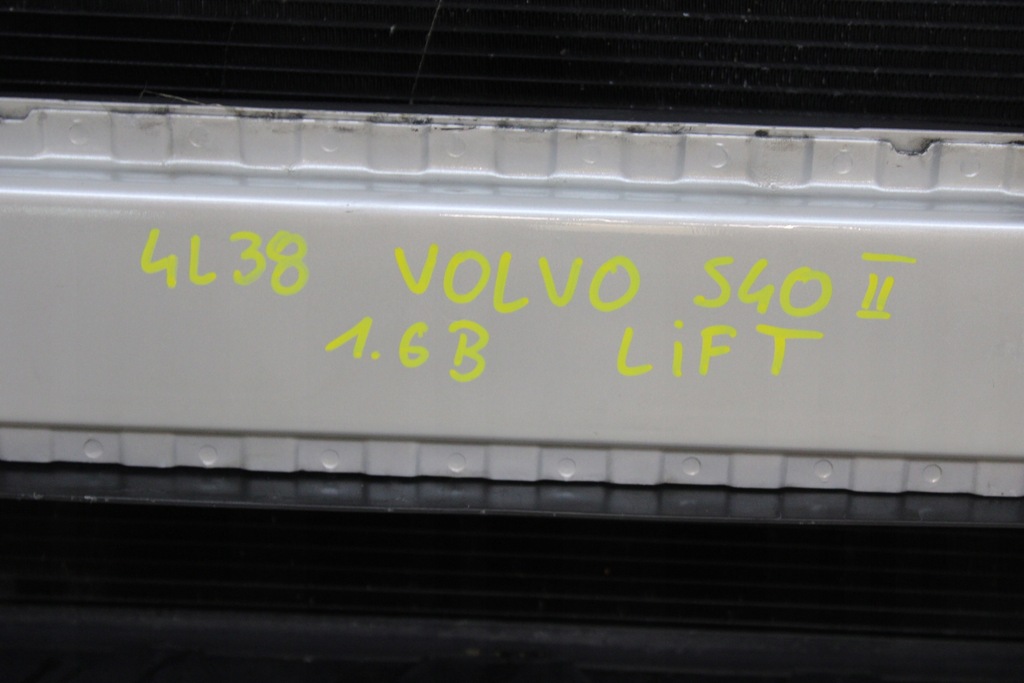 4L38 VOLVO S40 II
1.6B LiFT